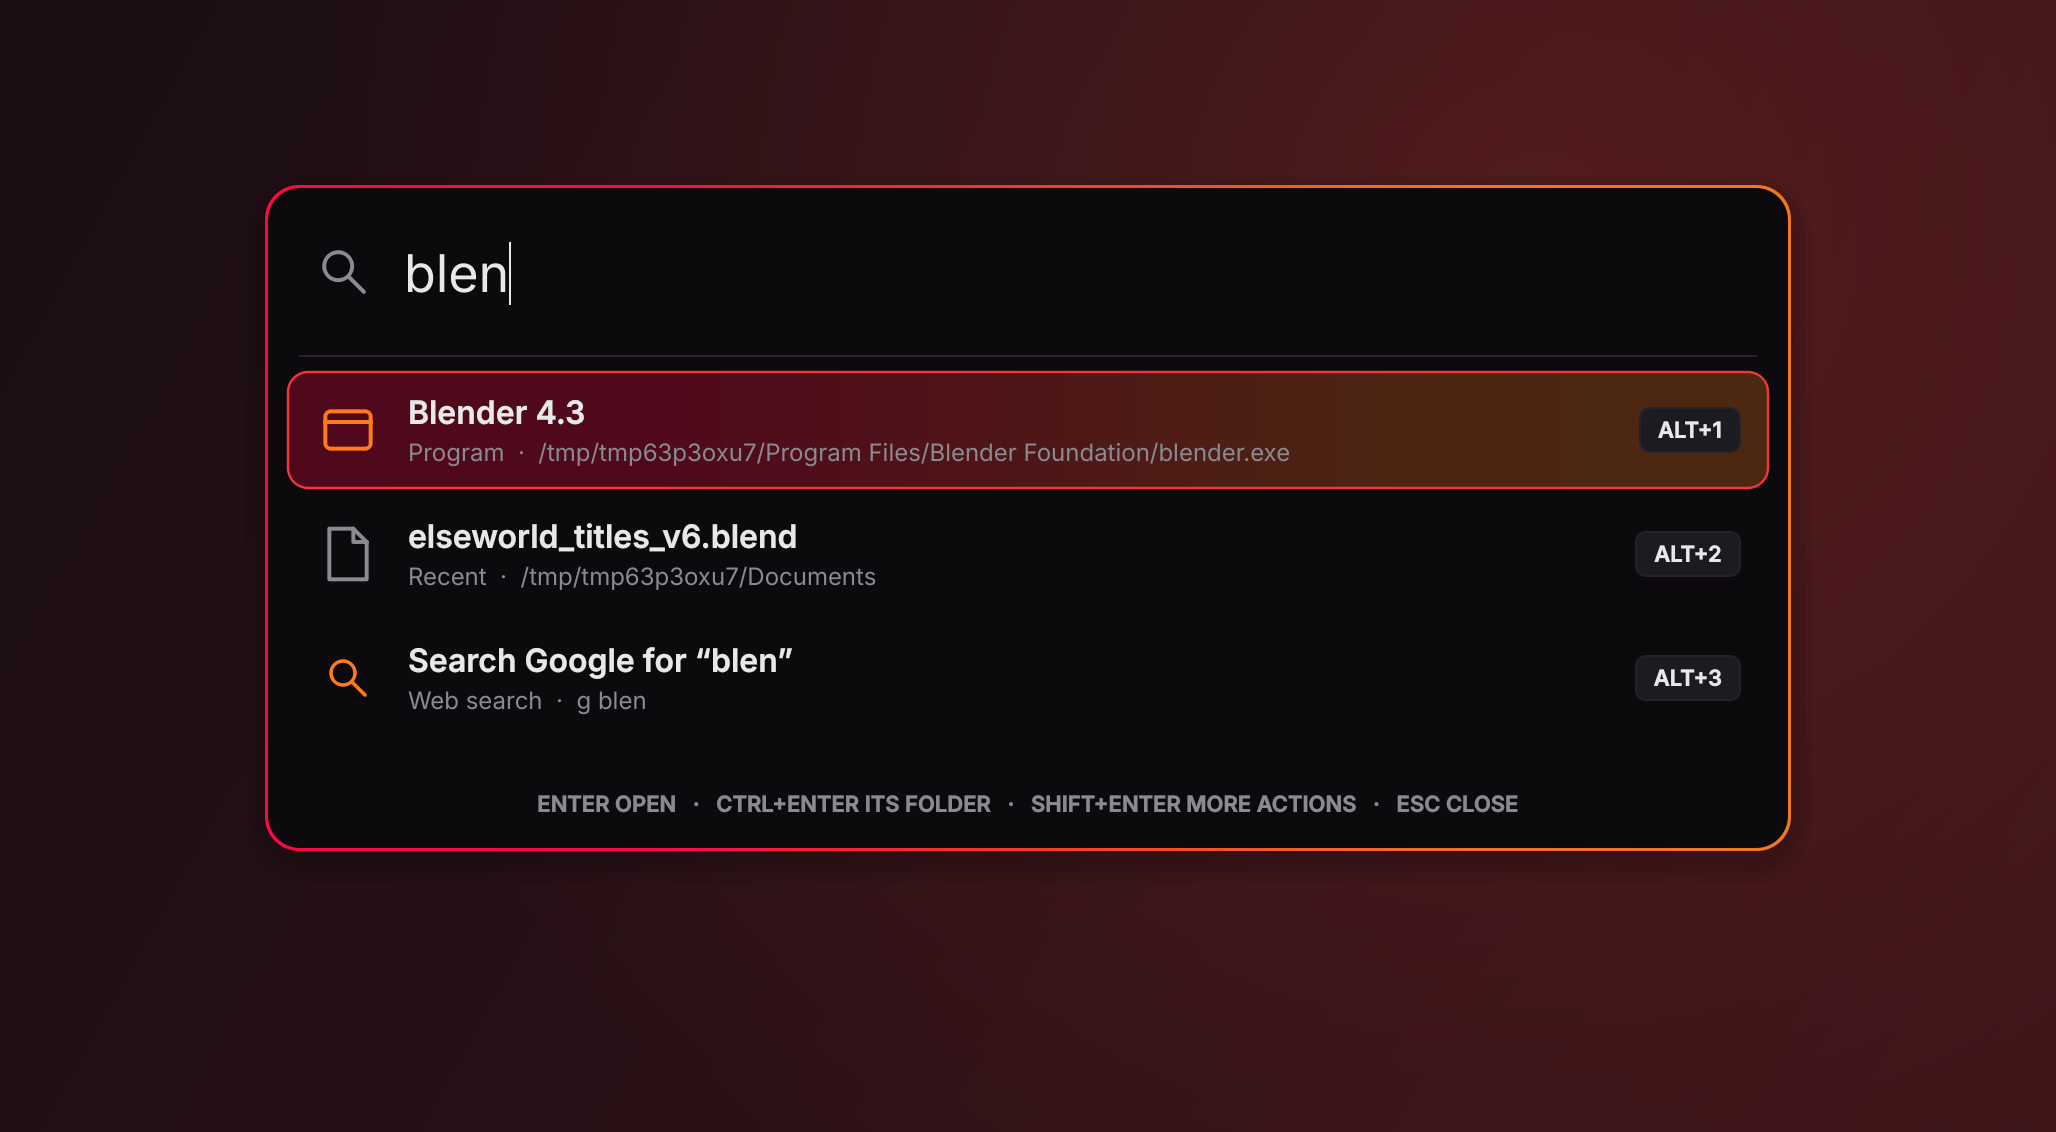 blen
Blender 4.3
Program · /tmp/tmp63p3oxu7/Program Files/Blender Foundation/blender.exe
ALT+1
elseworld_titles_v6.blend
Recent · /tmp/tmp63p3oxu7/Documents
ALT+2
Search Google for “blen”
Web search · g blen
ALT+3
ENTER OPEN · CTRL+ENTER ITS FOLDER · SHIFT+ENTER MORE ACTIONS · ESC CLOSE